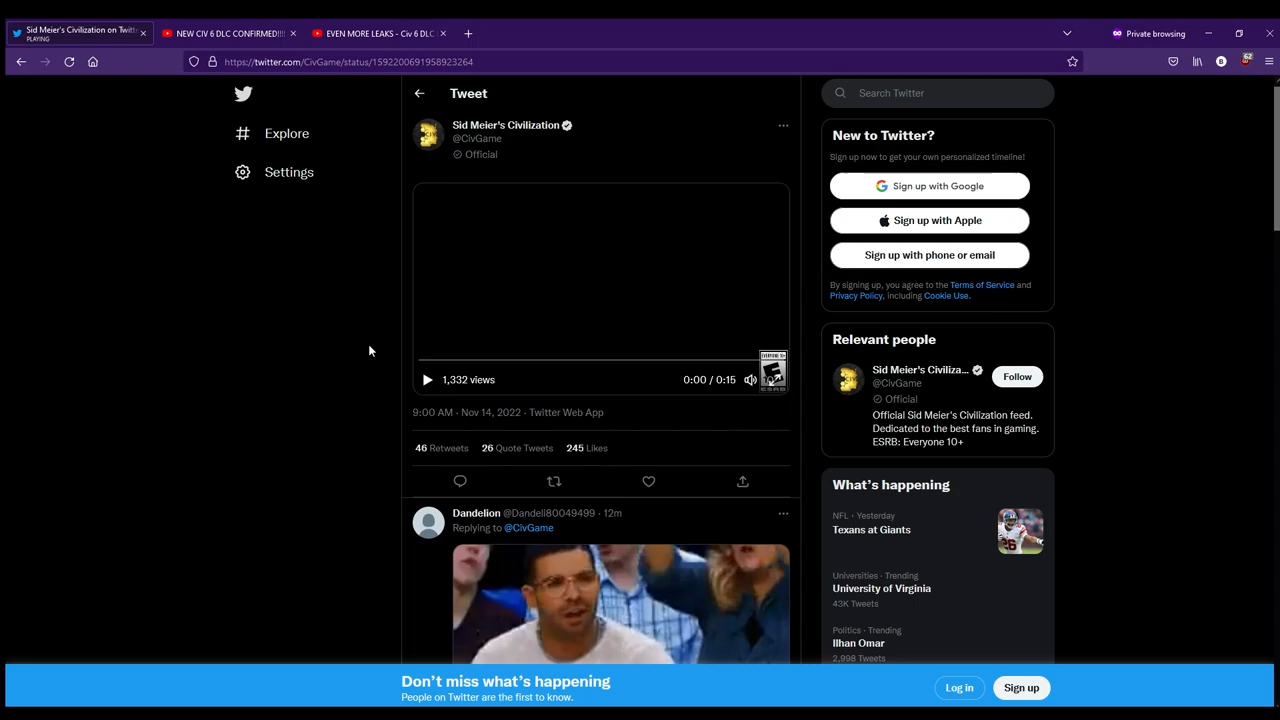 Sid Meier's Civilization on Twitt
PLAYING
NEW CIV 6 DLC CONFIRMED!!!!
EVEN MORE LEAKS - Civ 6 DLC
Private browsing
https://twitter.com/CivGame/status/1592200691958923264
62
Explore
Settings
Tweet
Sid Meier's Civilization
@CivGame
Official
1,332 views
0:00 / 0:15
EVERYONE 10+
E
ESRB
9:00 AM · Nov 14, 2022 · Twitter Web App
46 Retweets 26 Quote Tweets 245 Likes
Dandelion @Dandeli80049499 · 12m
Replying to @CivGame
Search Twitter
New to Twitter?
Sign up now to get your own personalized timeline!
Sign up with Google
Sign up with Apple
Sign up with phone or email
By signing up, you agree to the Terms of Service and
Privacy Policy, including Cookie Use.
Relevant people
Sid Meier's Civiliza...
@CivGame
Official
Follow
Official Sid Meier's Civilization feed.
Dedicated to the best fans in gaming.
ESRB: Everyone 10+
What's happening
NFL · Yesterday
Texans at Giants
26
Universities · Trending
University of Virginia
43K Tweets
Politics · Trending
Ilhan Omar
2,998 Tweets
Don't miss what's happening
People on Twitter are the first to know.
Log in
Sign up